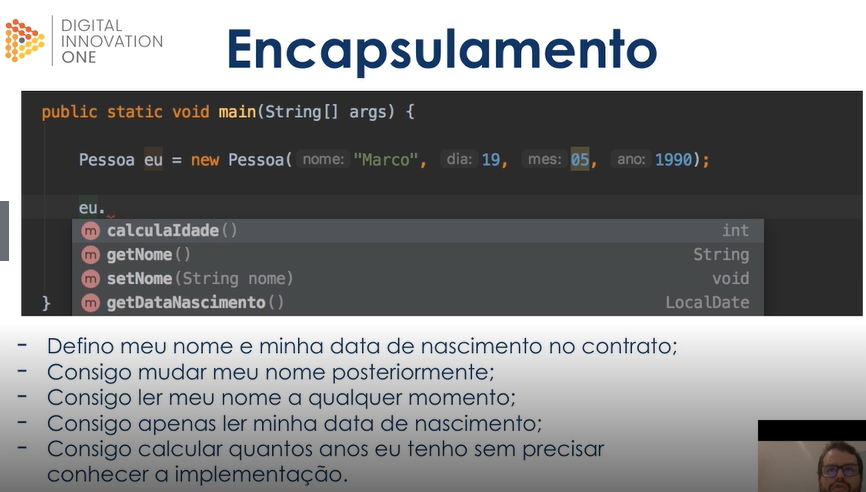 DIGITAL
INNOVATION
ONE
Encapsulamento
public static void main(String[] args) {
Pessoa eu = new Pessoa( nome: "Marco", dia: 19, mes: 05, ano: 1990);
eu.
m calculaIdade() int
m getNome() String
m setNome(String nome) void
m getDataNascimento() LocalDate
}
- Defino meu nome e minha data de nascimento no contrato;
- Consigo mudar meu nome posteriormente;
- Consigo ler meu nome a qualquer momento;
- Consigo apenas ler minha data de nascimento;
- Consigo calcular quantos anos eu tenho sem precisar
conhecer a implementação.